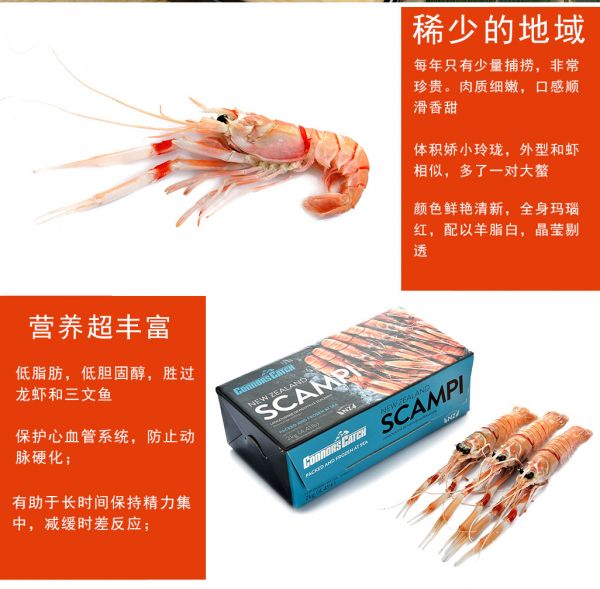 稀少的地域
每年只有少量捕捞，非常
珍贵。肉质细嫩，口感顺
滑香甜
体积娇小玲珑，外型和虾
相似，多了一对大螯
颜色鲜艳清新，全身玛瑙
红，配以羊脂白，晶莹剔
透
营养超丰富
低脂肪，低胆固醇，胜过
龙虾和三文鱼
保护心血管系统，防止动
脉硬化；
有助于长时间保持精力集
中，减缓时差反应；
CONNORS CATCH
NEW ZEALAND
SCAMPI
PACKED AND FROZEN AT SEA
2kg (4.4lb)
CONNORS CATCH
PACKED AND FROZEN AT SEA
NEW ZEALAND
SCAMPI